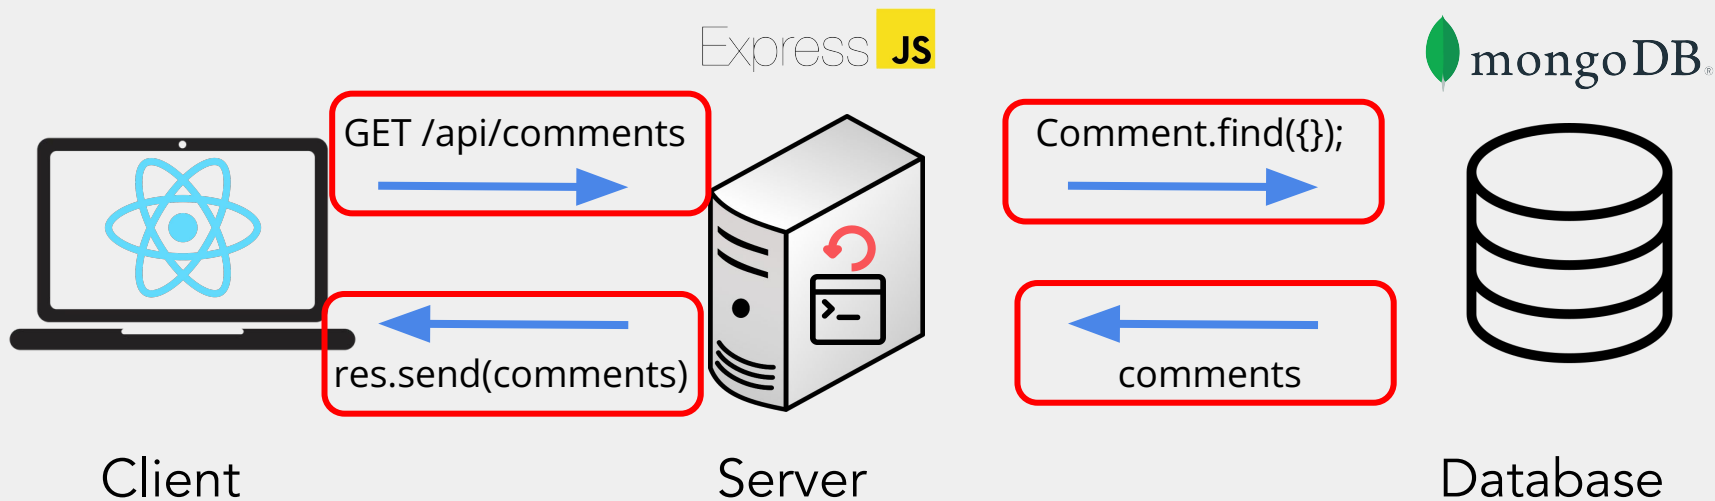 Express JS
mongoDB®
GET /api/comments
Comment.find({});
>_
res.send(comments)
comments
Client
Server
Database